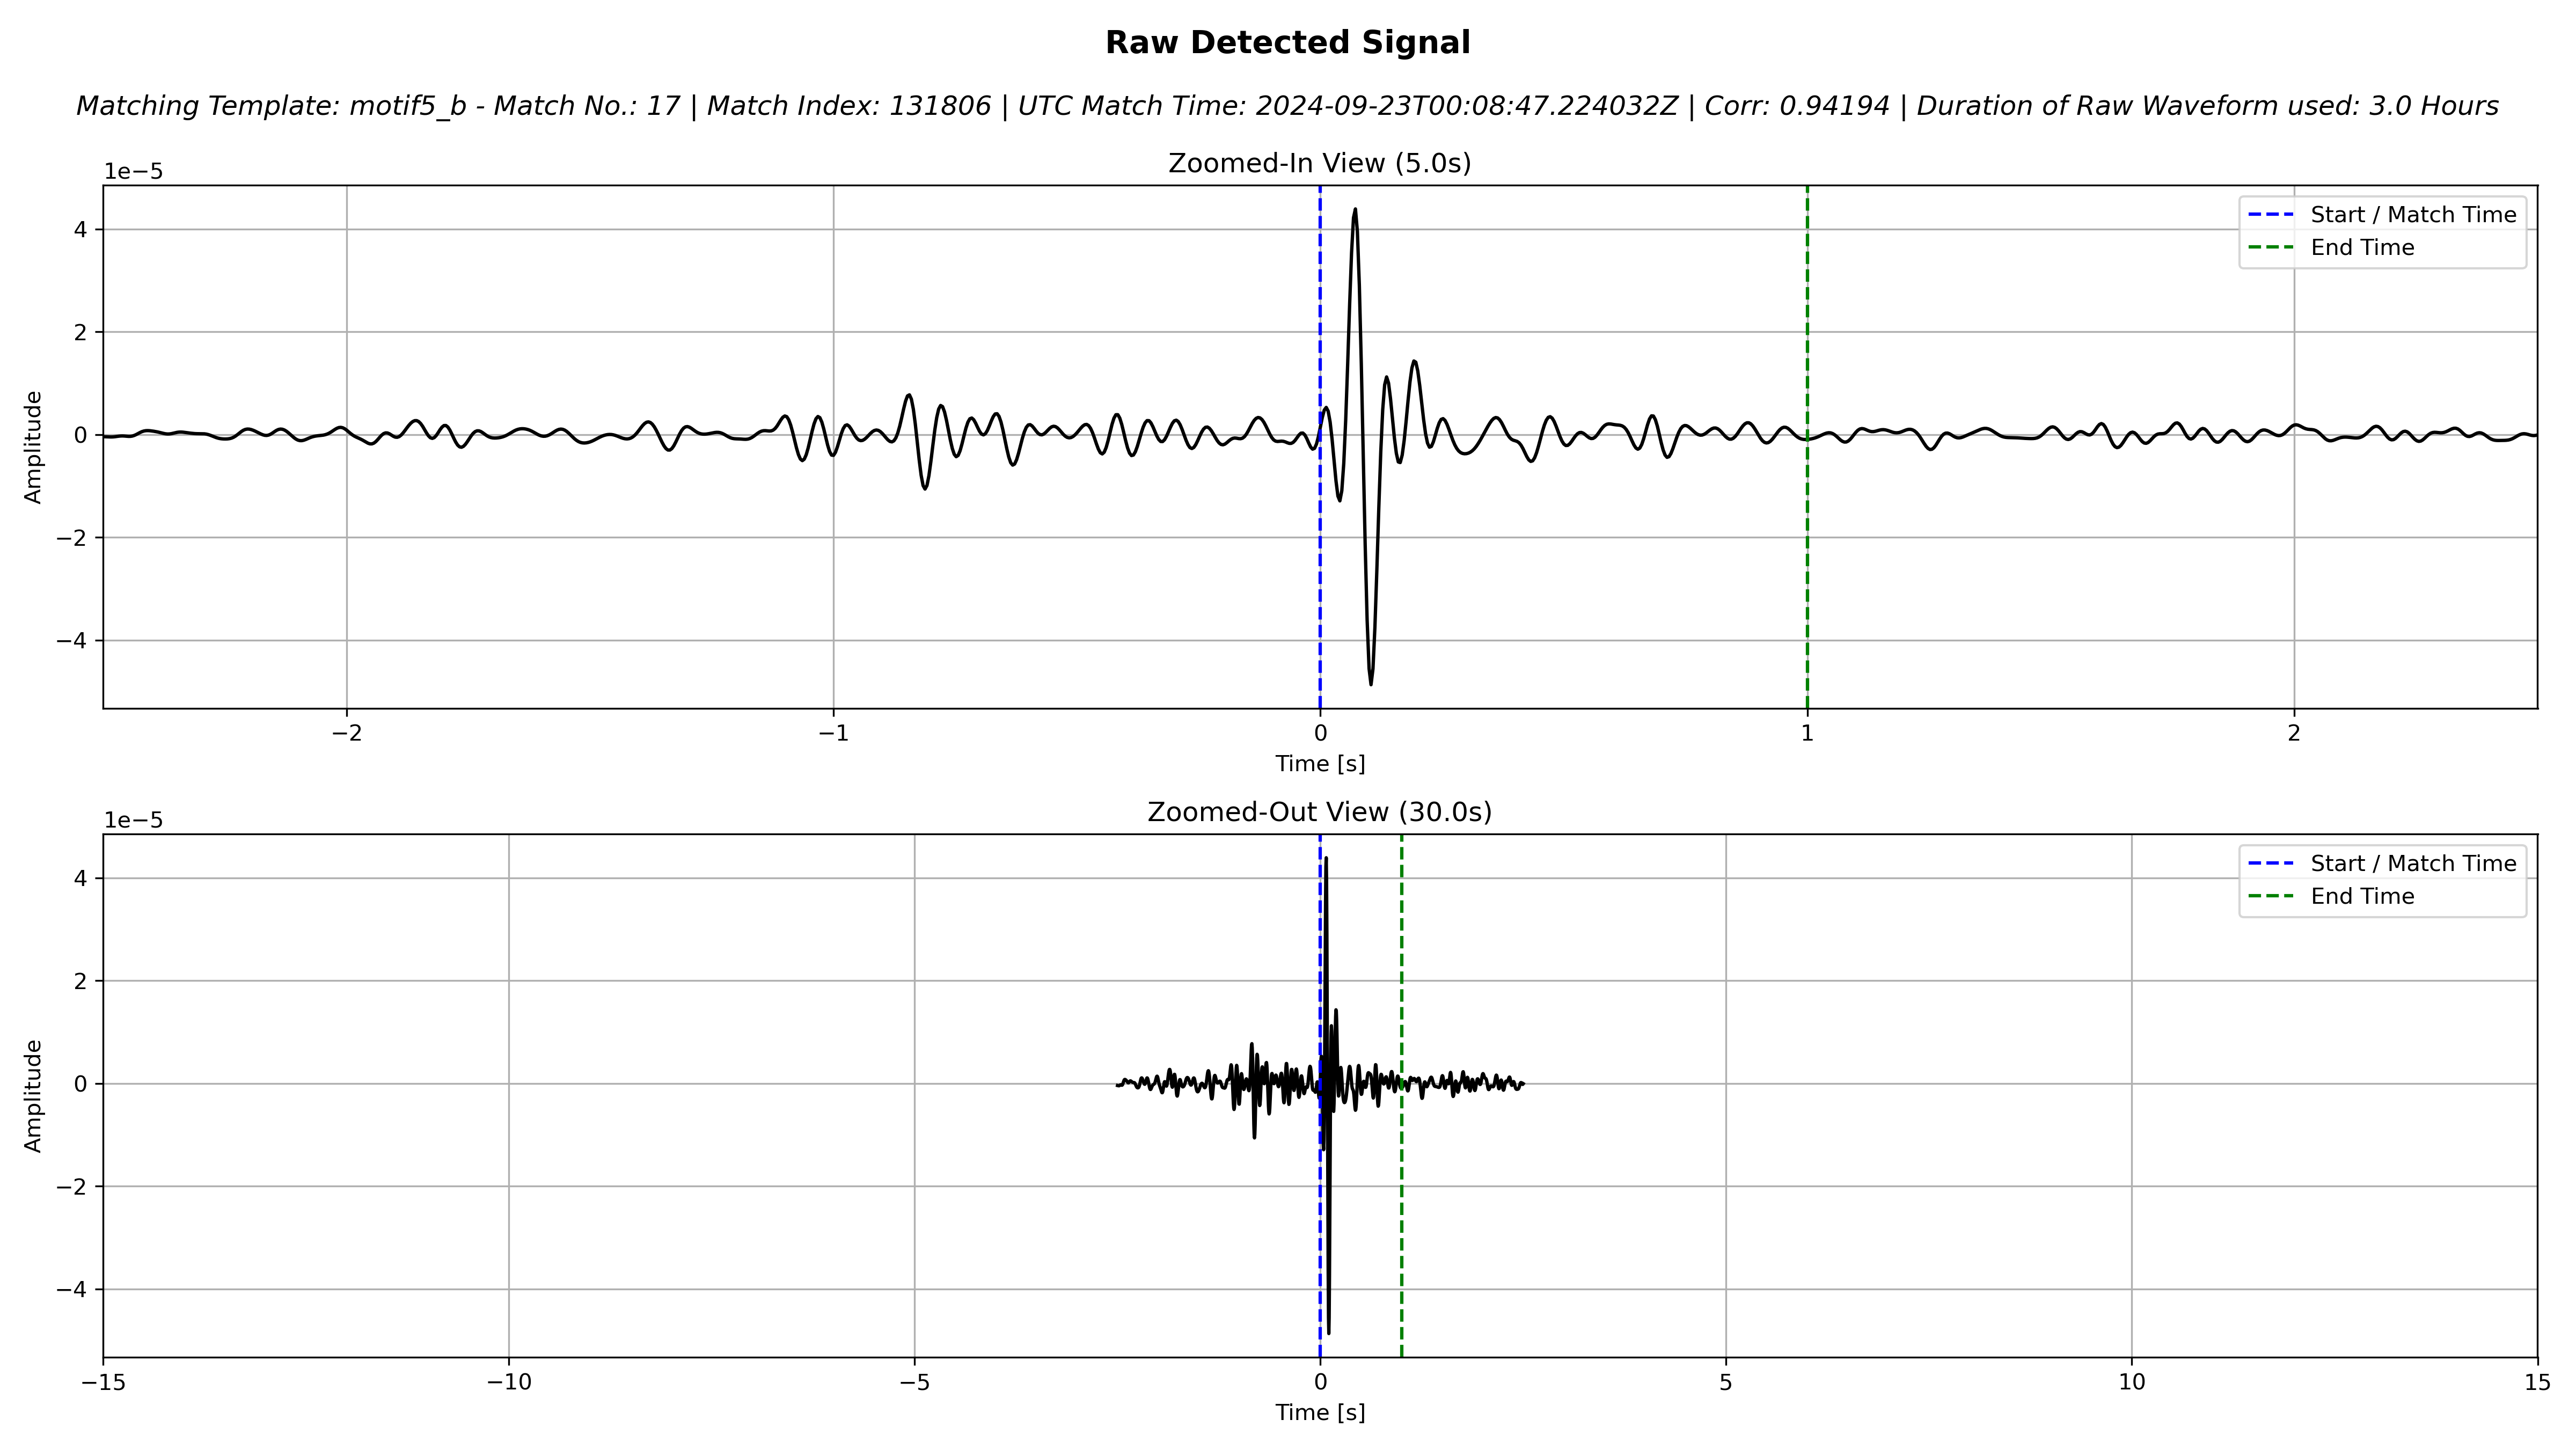 Raw Detected Signal
Matching Template: motif5_b - Match No.: 17 | Match Index: 131806 | UTC Match Time: 2024-09-23T00:08:47.224032Z | Corr: 0.94194 | Duration of Raw Waveform used: 3.0 Hours
Zoomed-In View (5.0s)
1e−5
Start / Match Time
End Time
4
2
0
−2
−4
Amplitude
−2 −1 0 1 2
Time [s]
Zoomed-Out View (30.0s)
1e−5
Start / Match Time
End Time
4
2
0
−2
−4
Amplitude
−15 −10 −5 0 5 10 15
Time [s]